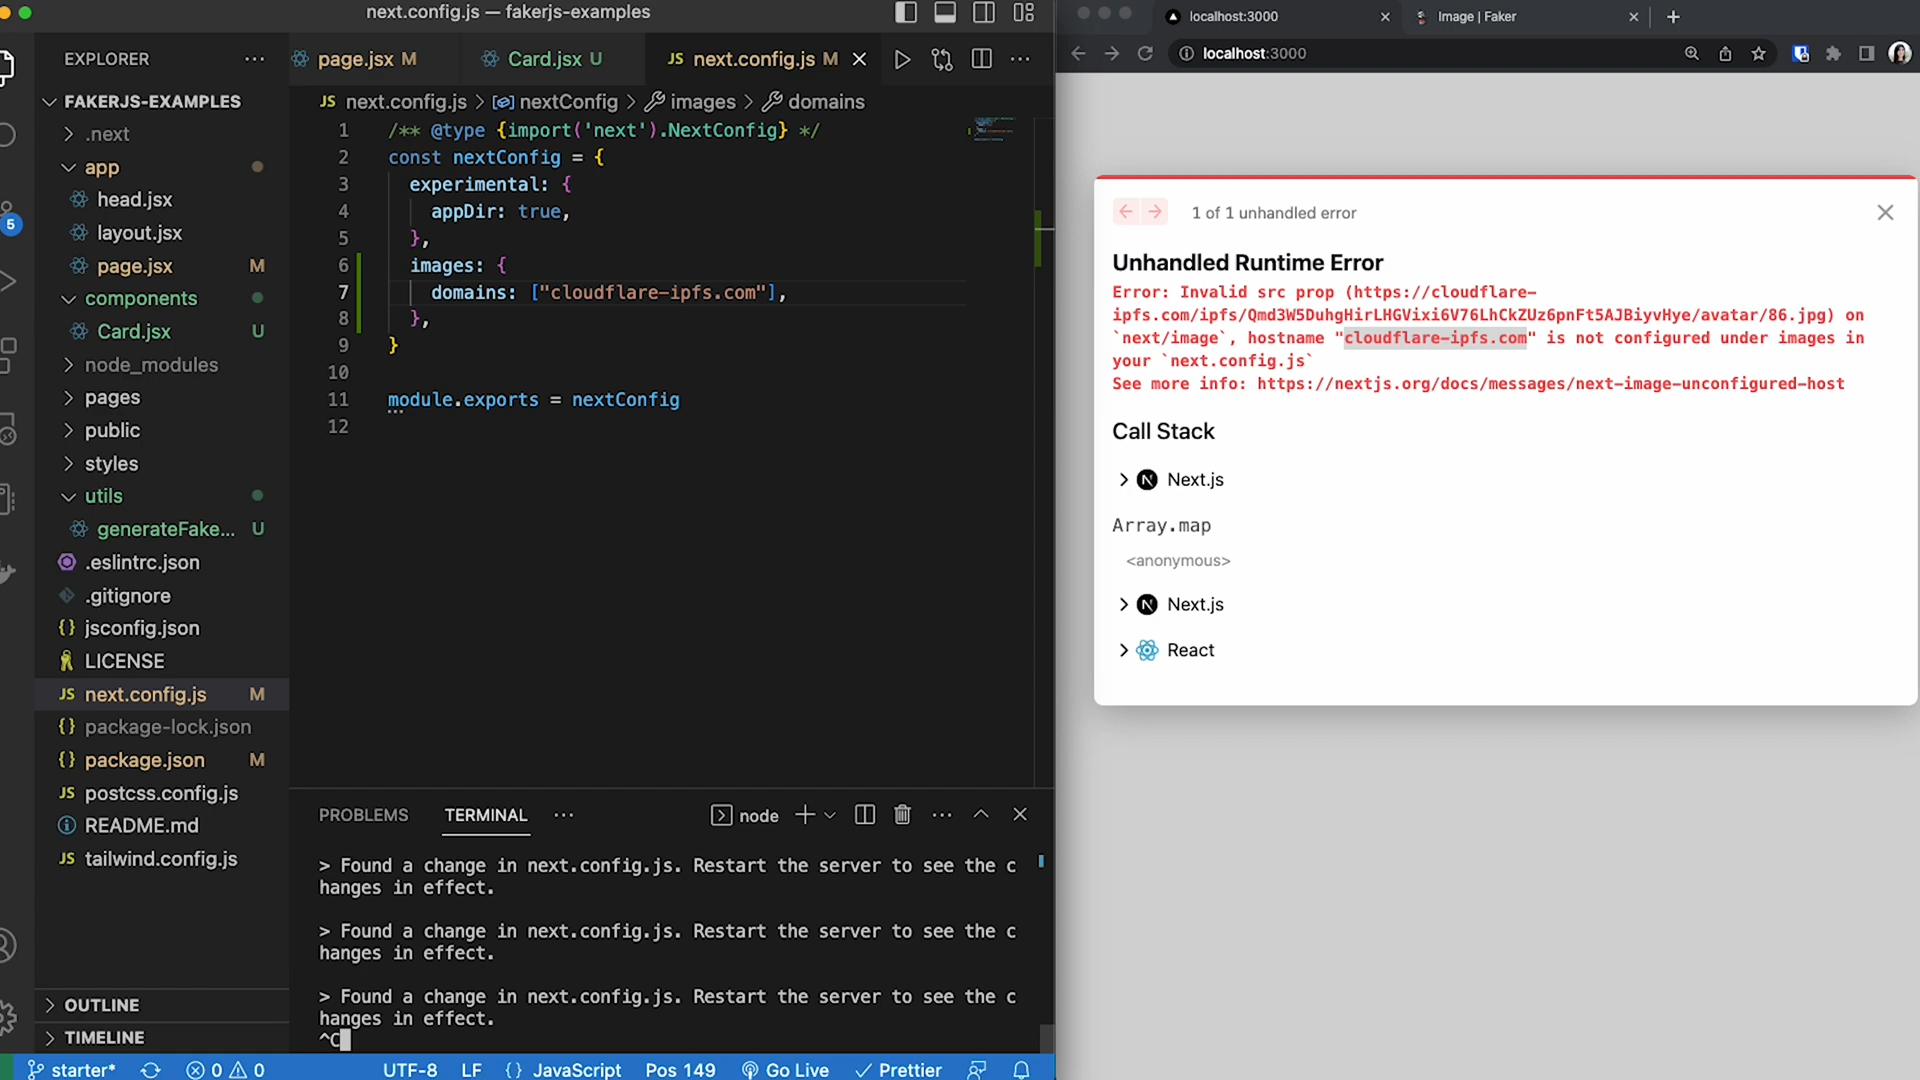 next.config.js — fakerjs-examples
EXPLORER
FAKERJS-EXAMPLES
.next
app
head.jsx
layout.jsx
page.jsx M
components
Card.jsx U
node_modules
pages
public
styles
utils
generateFake... U
.eslintrc.json
.gitignore
{} jsconfig.json
LICENSE
JS next.config.js M
{} package-lock.json
{} package.json M
JS postcss.config.js
README.md
JS tailwind.config.js
OUTLINE
TIMELINE
5
page.jsx M
Card.jsx U
JS next.config.js M
JS next.config.js > nextConfig > images > domains
1 /** @type {import('next').NextConfig} */
2 const nextConfig = {
3 experimental: {
4 appDir: true,
5 },
6 images: {
7 domains: ["cloudflare-ipfs.com"],
8 },
9 }
10
11 module.exports = nextConfig
12
PROBLEMS TERMINAL node
> Found a change in next.config.js. Restart the server to see the c
hanges in effect.
> Found a change in next.config.js. Restart the server to see the c
hanges in effect.
> Found a change in next.config.js. Restart the server to see the c
hanges in effect.
^C
starter* 0 0 UTF-8 LF {} JavaScript Pos 149 Go Live Prettier
localhost:3000
Image | Faker
localhost:3000
1 of 1 unhandled error
Unhandled Runtime Error
Error: Invalid src prop (https://cloudflare-
ipfs.com/ipfs/Qmd3W5DuhgHirLHGVixi6V76LhCkZUz6pnFt5AJBiyvHye/avatar/86.jpg) on
`next/image`, hostname "cloudflare-ipfs.com" is not configured under images in
your `next.config.js`
See more info: https://nextjs.org/docs/messages/next-image-unconfigured-host
Call Stack
Next.js
Array.map
<anonymous>
Next.js
React